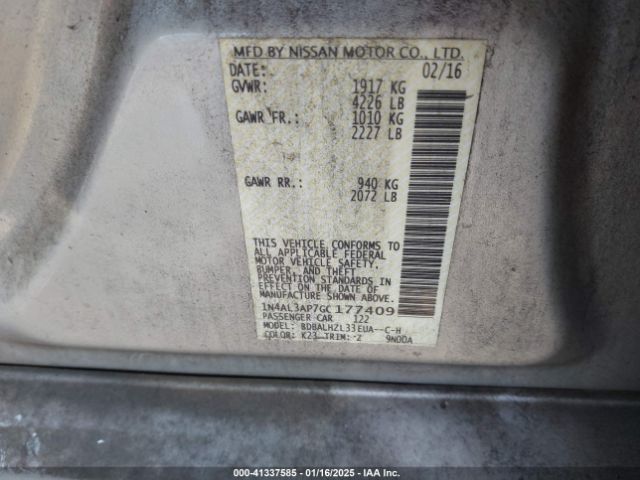 MFD BY NISSAN MOTOR CO., LTD.
DATE: 02/16
GVWR: 1917 KG
4226 LB
GAWR FR.: 1010 KG
2227 LB
GAWR RR.: 940 KG
2072 LB
THIS VEHICLE CONFORMS TO
ALL APPLICABLE FEDERAL
MOTOR VEHICLE SAFETY,
BUMPER, AND THEFT
PREVENTION STANDARDS
IN EFFECT ON THE DATE OF
MANUFACTURE SHOWN ABOVE.
1N4AL3AP7GC177409
PASSENGER CAR 122
MODEL: BDBALHZL33EUA--C-H
COLOR: K23 TRIM: Z 9N0DA
000-41337585 - 01/16/2025 - IAA Inc.